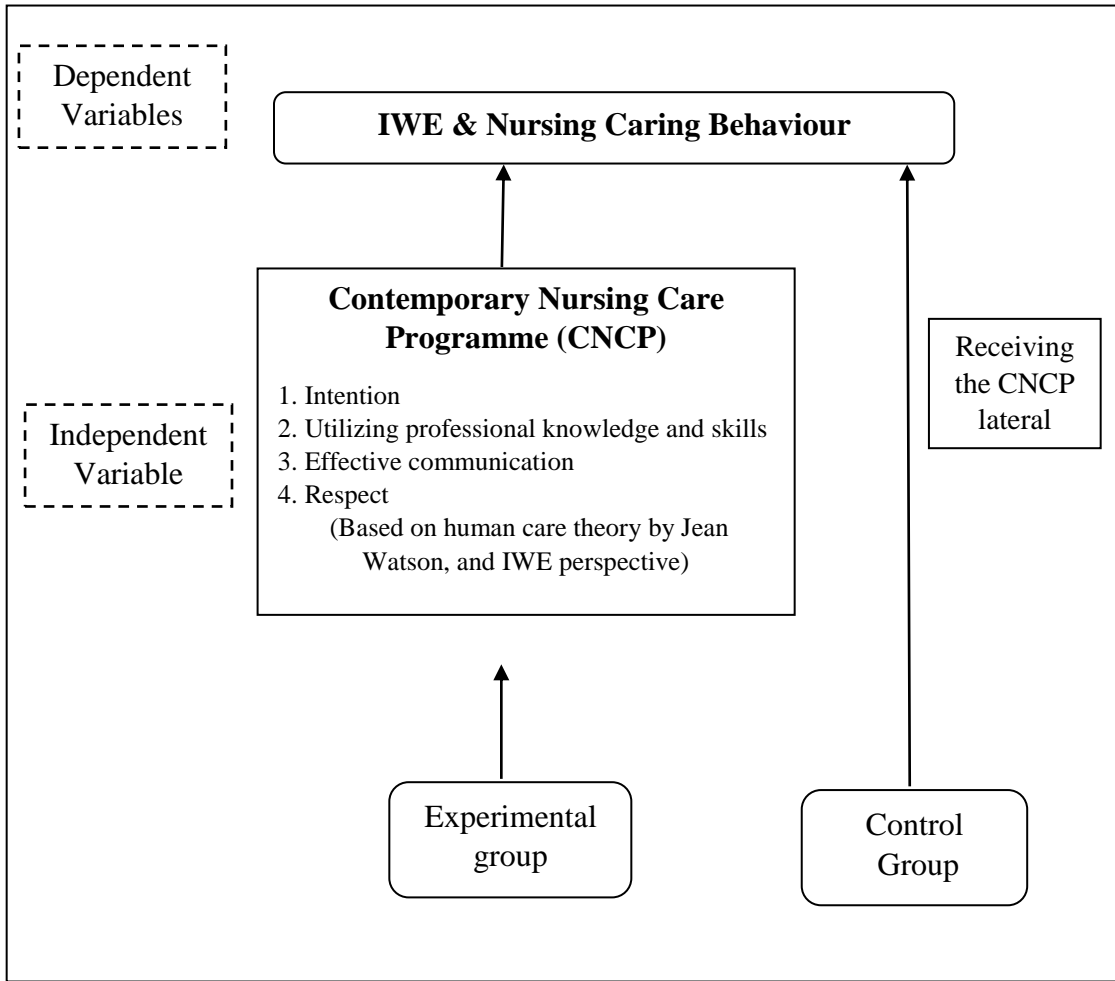 Dependent
Variables
IWE & Nursing Caring Behaviour
Contemporary Nursing Care
Programme (CNCP)
1. Intention
2. Utilizing professional knowledge and skills
3. Effective communication
4. Respect
(Based on human care theory by Jean
Watson, and IWE perspective)
Receiving
the CNCP
lateral
Independent
Variable
Experimental
group
Control
Group